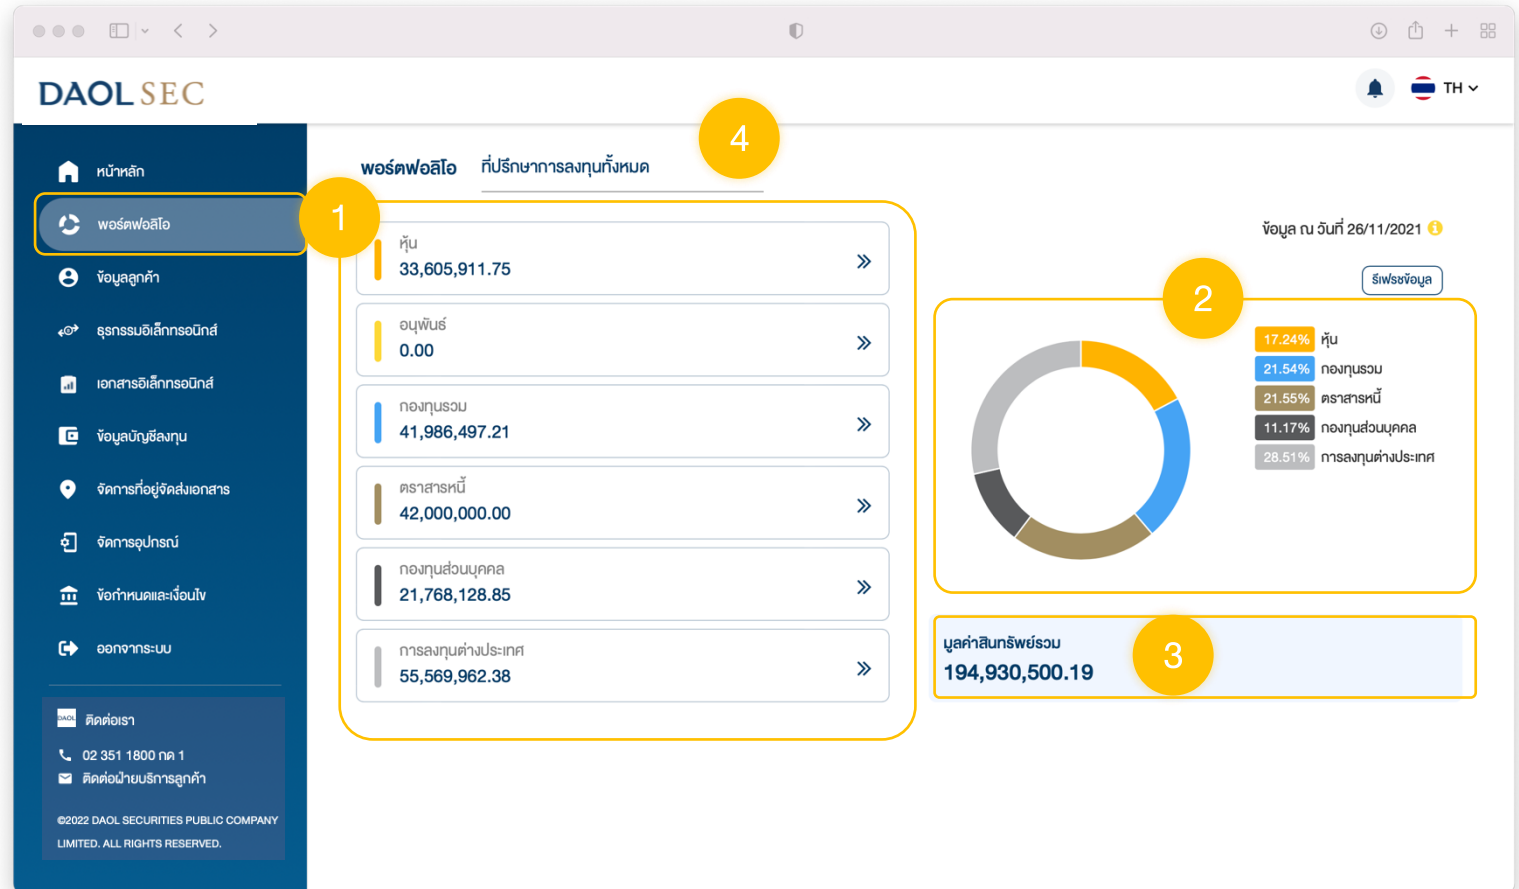 DAOL SEC
TH
หน้าหลัก
พอร์ตฟอลิโอ
ข้อมูลลูกค้า
ธุรกรรมอิเล็กทรอนิกส์
เอกสารอิเล็กทรอนิกส์
ข้อมูลบัญชีลงทุน
จัดการที่อยู่จัดส่งเอกสาร
จัดการอุปกรณ์
ข้อกำหนดและเงื่อนไข
ออกจากระบบ
DAOL ติดต่อเรา
02 351 1800 กด 1
ติดต่อฝ่ายบริการลูกค้า
©2022 DAOL SECURITIES PUBLIC COMPANY
LIMITED. ALL RIGHTS RESERVED.
พอร์ตฟอลิโอ ที่ปรึกษาการลงทุนทั้งหมด
4
1
หุ้น
33,605,911.75
อนุพันธ์
0.00
กองทุนรวม
41,986,497.21
ตราสารหนี้
42,000,000.00
กองทุนส่วนบุคคล
21,768,128.85
การลงทุนต่างประเทศ
55,569,962.38
ข้อมูล ณ วันที่ 26/11/2021
รีเฟรชข้อมูล
2
17.24% หุ้น
21.54% กองทุนรวม
21.55% ตราสารหนี้
11.17% กองทุนส่วนบุคคล
28.51% การลงทุนต่างประเทศ
มูลค่าสินทรัพย์รวม
194,930,500.19
3